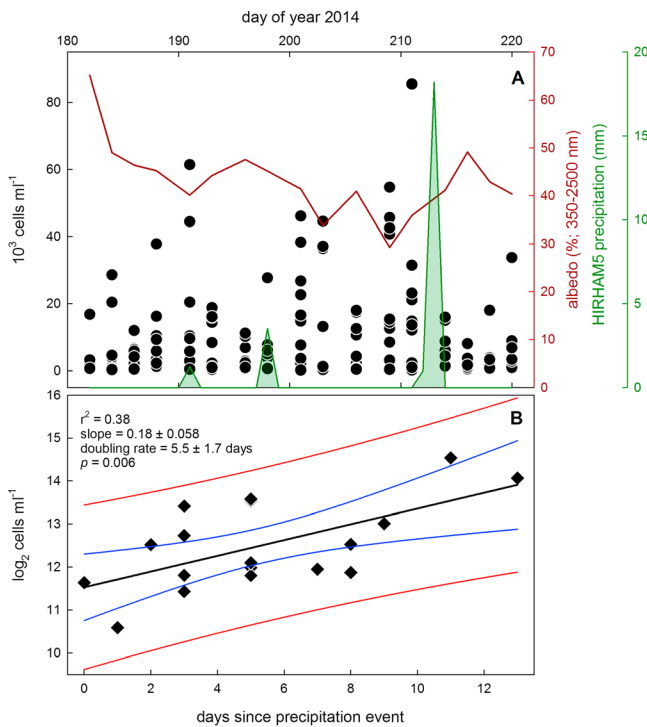 day of year 2014
180 190 200 210 220
A
80
60
40
20
0
10³ cells ml⁻¹
70
60
50
40
30
20
10
0
albedo (%; 350-2500 nm)
20
15
10
5
0
HIRHAM5 precipitation (mm)
B
r² = 0.38
slope = 0.18 ± 0.058
doubling rate = 5.5 ± 1.7 days
p = 0.006
16
15
14
13
12
11
10
log₂ cells ml⁻¹
0 2 4 6 8 10 12
days since precipitation event